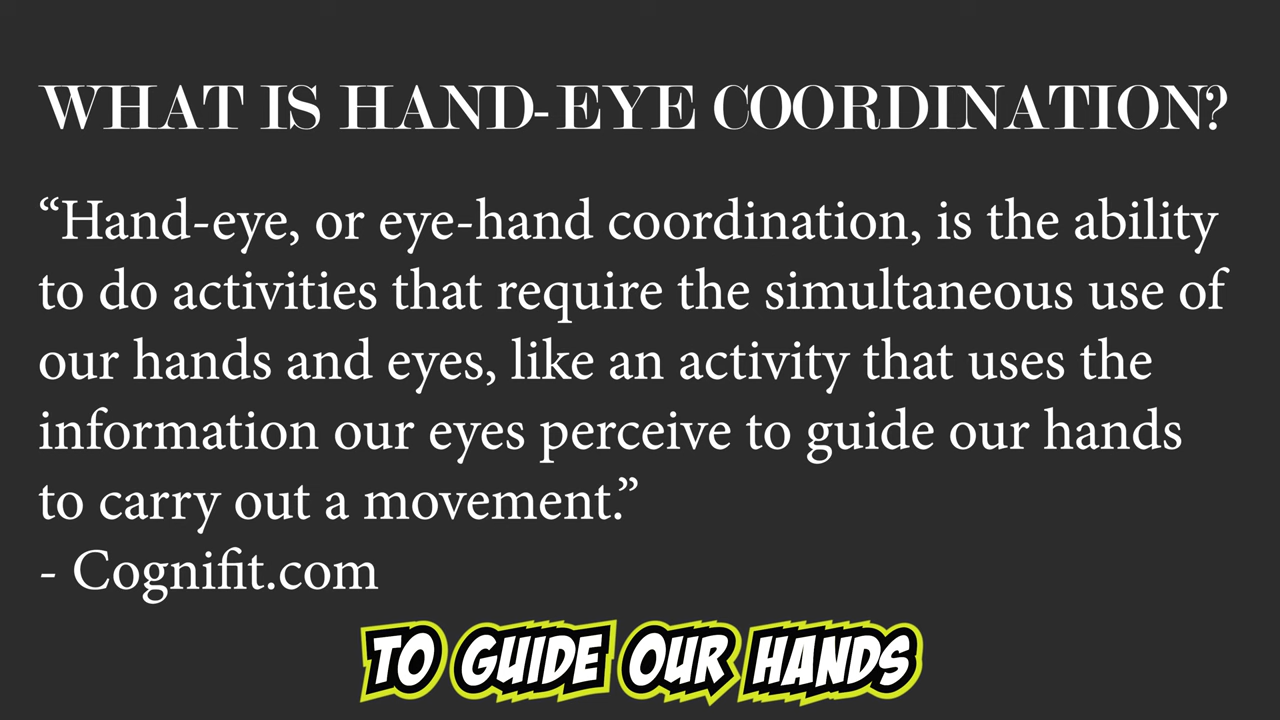 WHAT IS HAND-EYE COORDINATION?
“Hand-eye, or eye-hand coordination, is the ability
to do activities that require the simultaneous use of
our hands and eyes, like an activity that uses the
information our eyes perceive to guide our hands
to carry out a movement.”
- Cognifit.com
TO GUIDE OUR HANDS